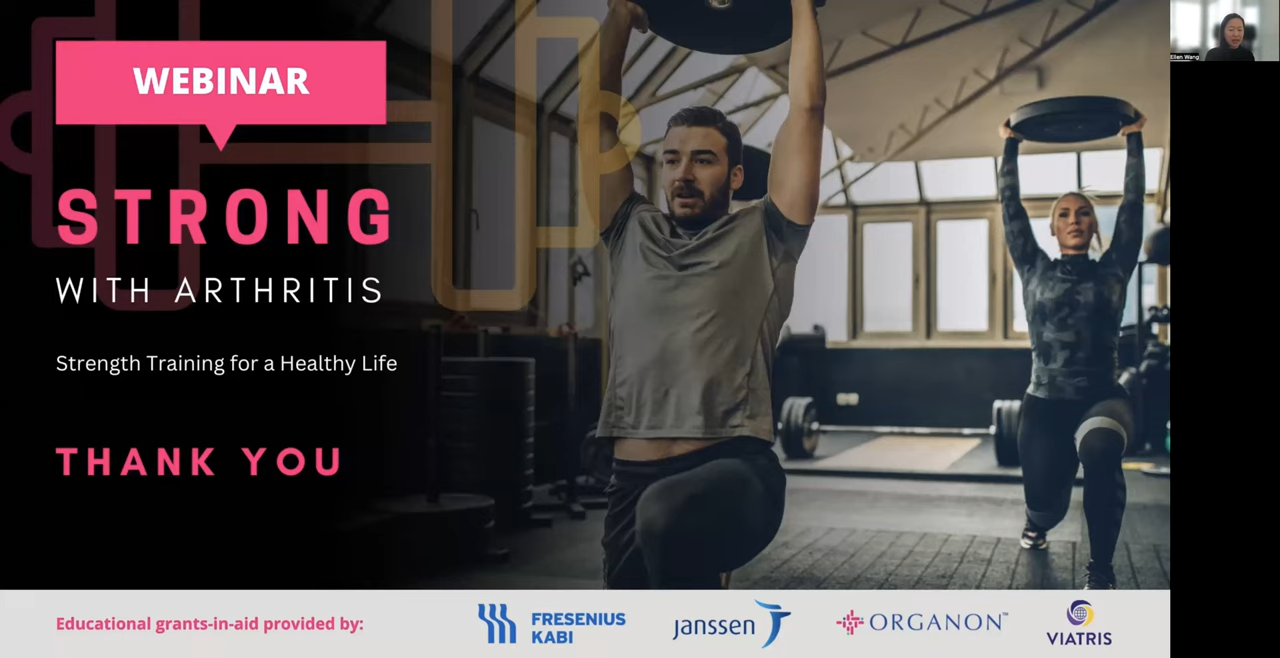 WEBINAR
STRONG
WITH ARTHRITIS
Strength Training for a Healthy Life
THANK YOU
Educational grants-in-aid provided by:
FRESENIUS
KABI
janssen
ORGANON™
VIATRIS
Ellen Wang